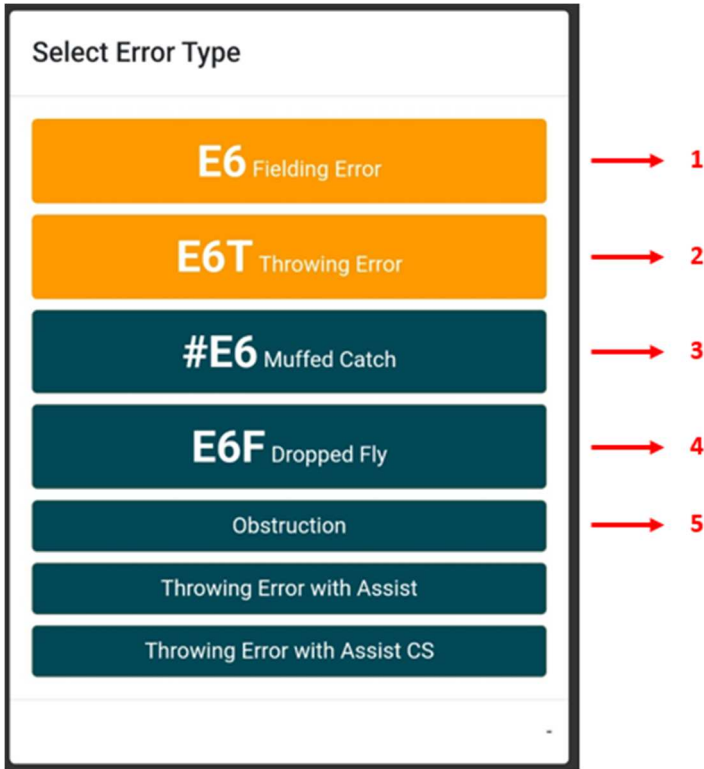 Select Error Type
E6 Fielding Error 1
E6T Throwing Error 2
#E6 Muffed Catch 3
E6F Dropped Fly 4
Obstruction 5
Throwing Error with Assist
Throwing Error with Assist CS
-